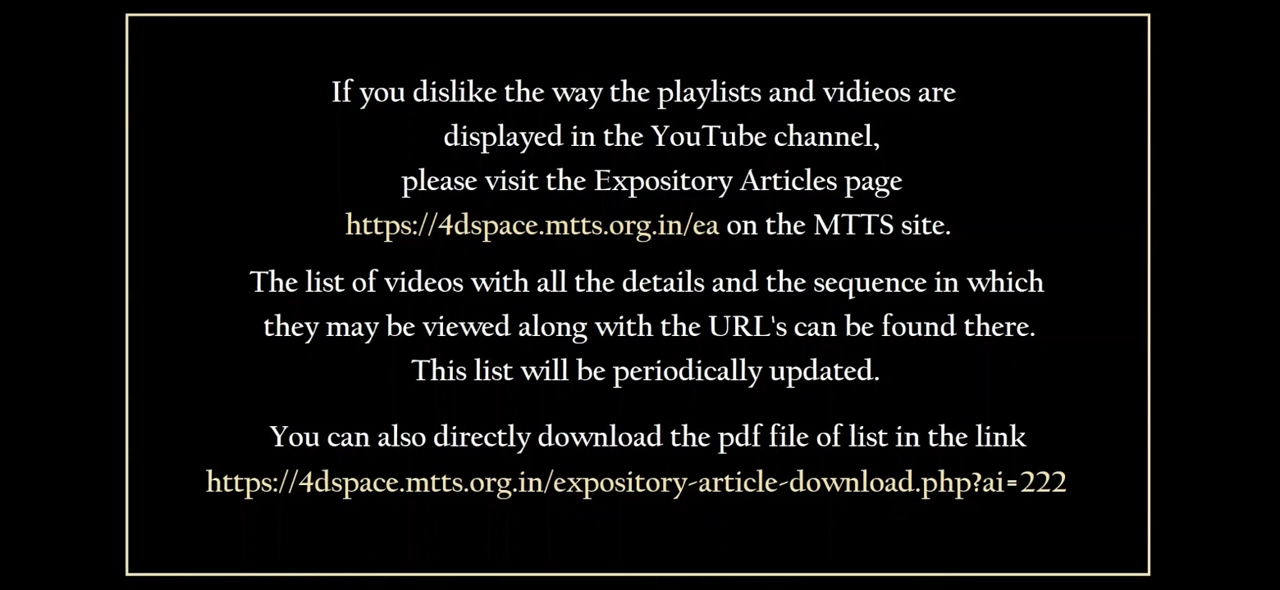 If you dislike the way the playlists and vidieos are
displayed in the YouTube channel,
please visit the Expository Articles page
https://4dspace.mtts.org.in/ea on the MTTS site.
The list of videos with all the details and the sequence in which
they may be viewed along with the URL's can be found there.
This list will be periodically updated.
You can also directly download the pdf file of list in the link
https://4dspace.mtts.org.in/expository-article-download.php?ai=222